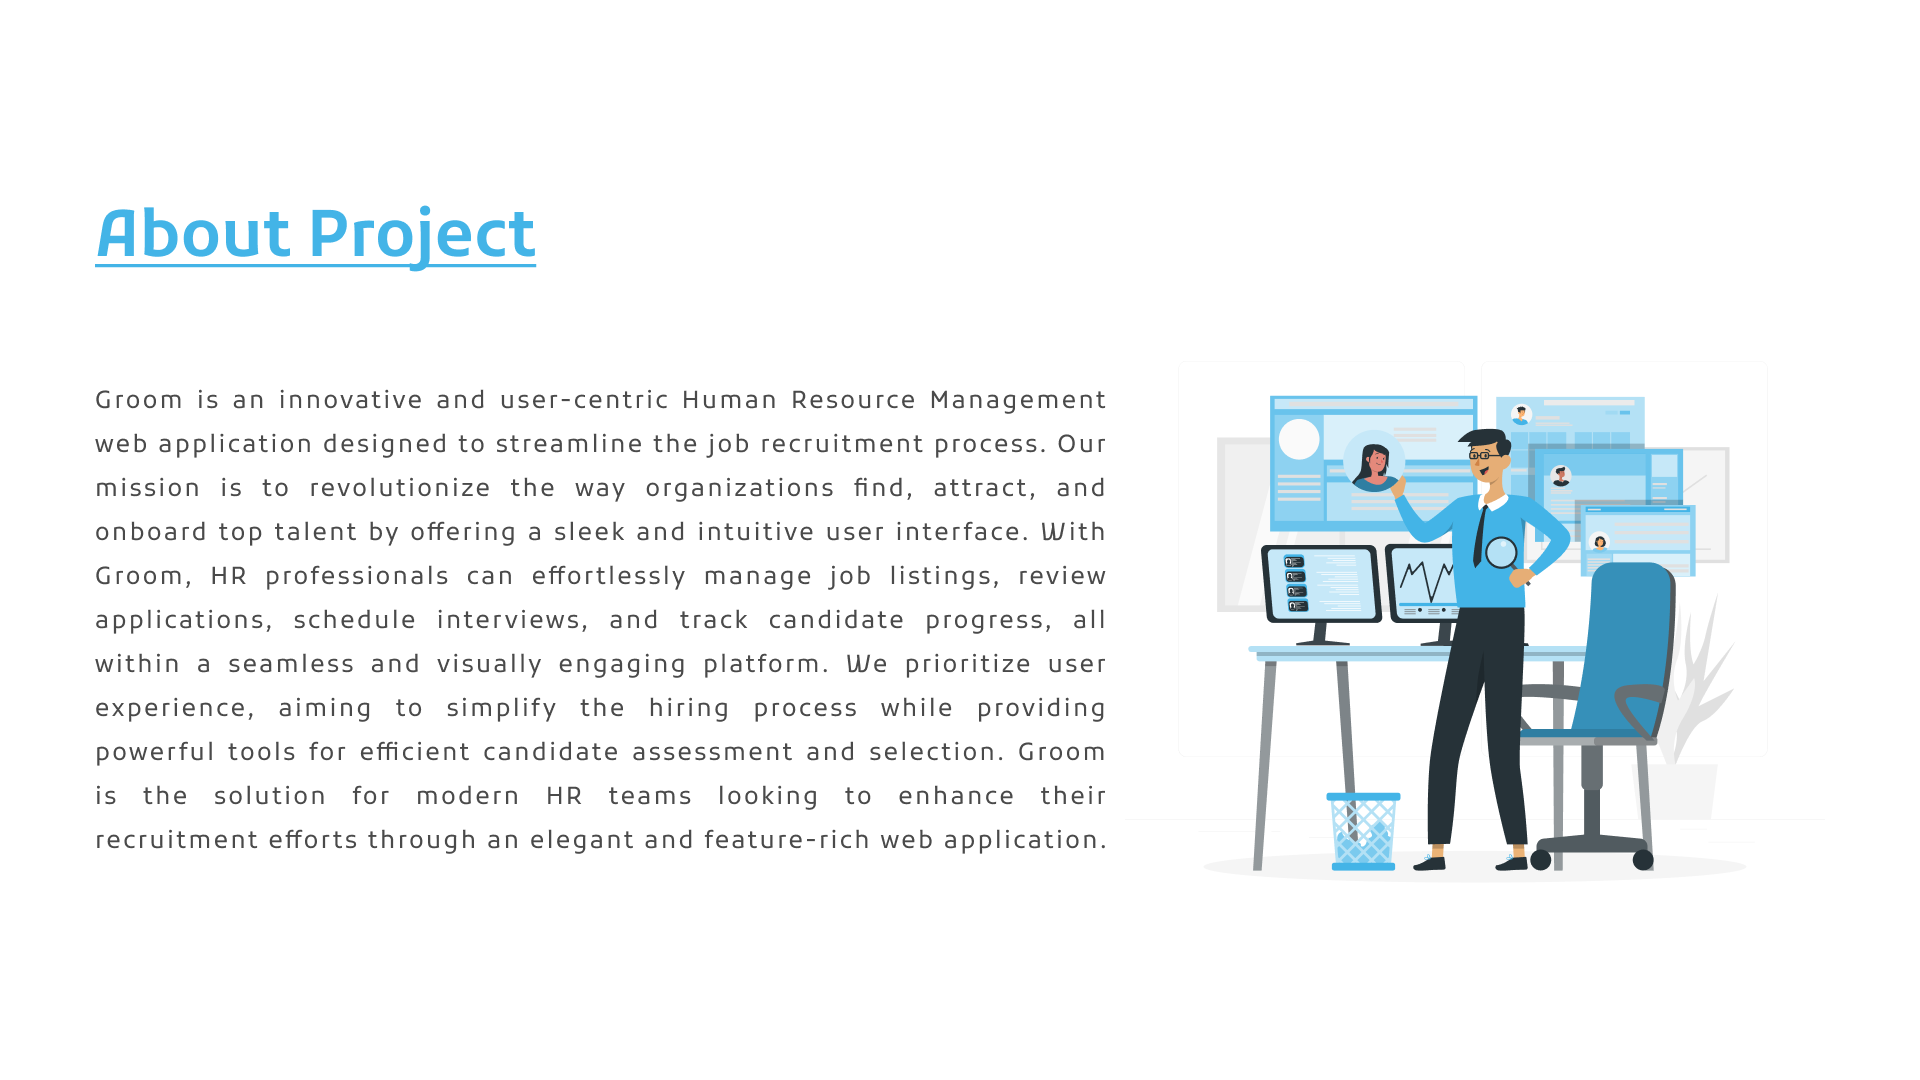 About Project
Groom is an innovative and user-centric Human Resource Management
web application designed to streamline the job recruitment process. Our
mission is to revolutionize the way organizations find, attract, and
onboard top talent by offering a sleek and intuitive user interface. With
Groom, HR professionals can effortlessly manage job listings, review
applications, schedule interviews, and track candidate progress, all
within a seamless and visually engaging platform. We prioritize user
experience, aiming to simplify the hiring process while providing
powerful tools for efficient candidate assessment and selection. Groom
is the solution for modern HR teams looking to enhance their
recruitment efforts through an elegant and feature-rich web application.